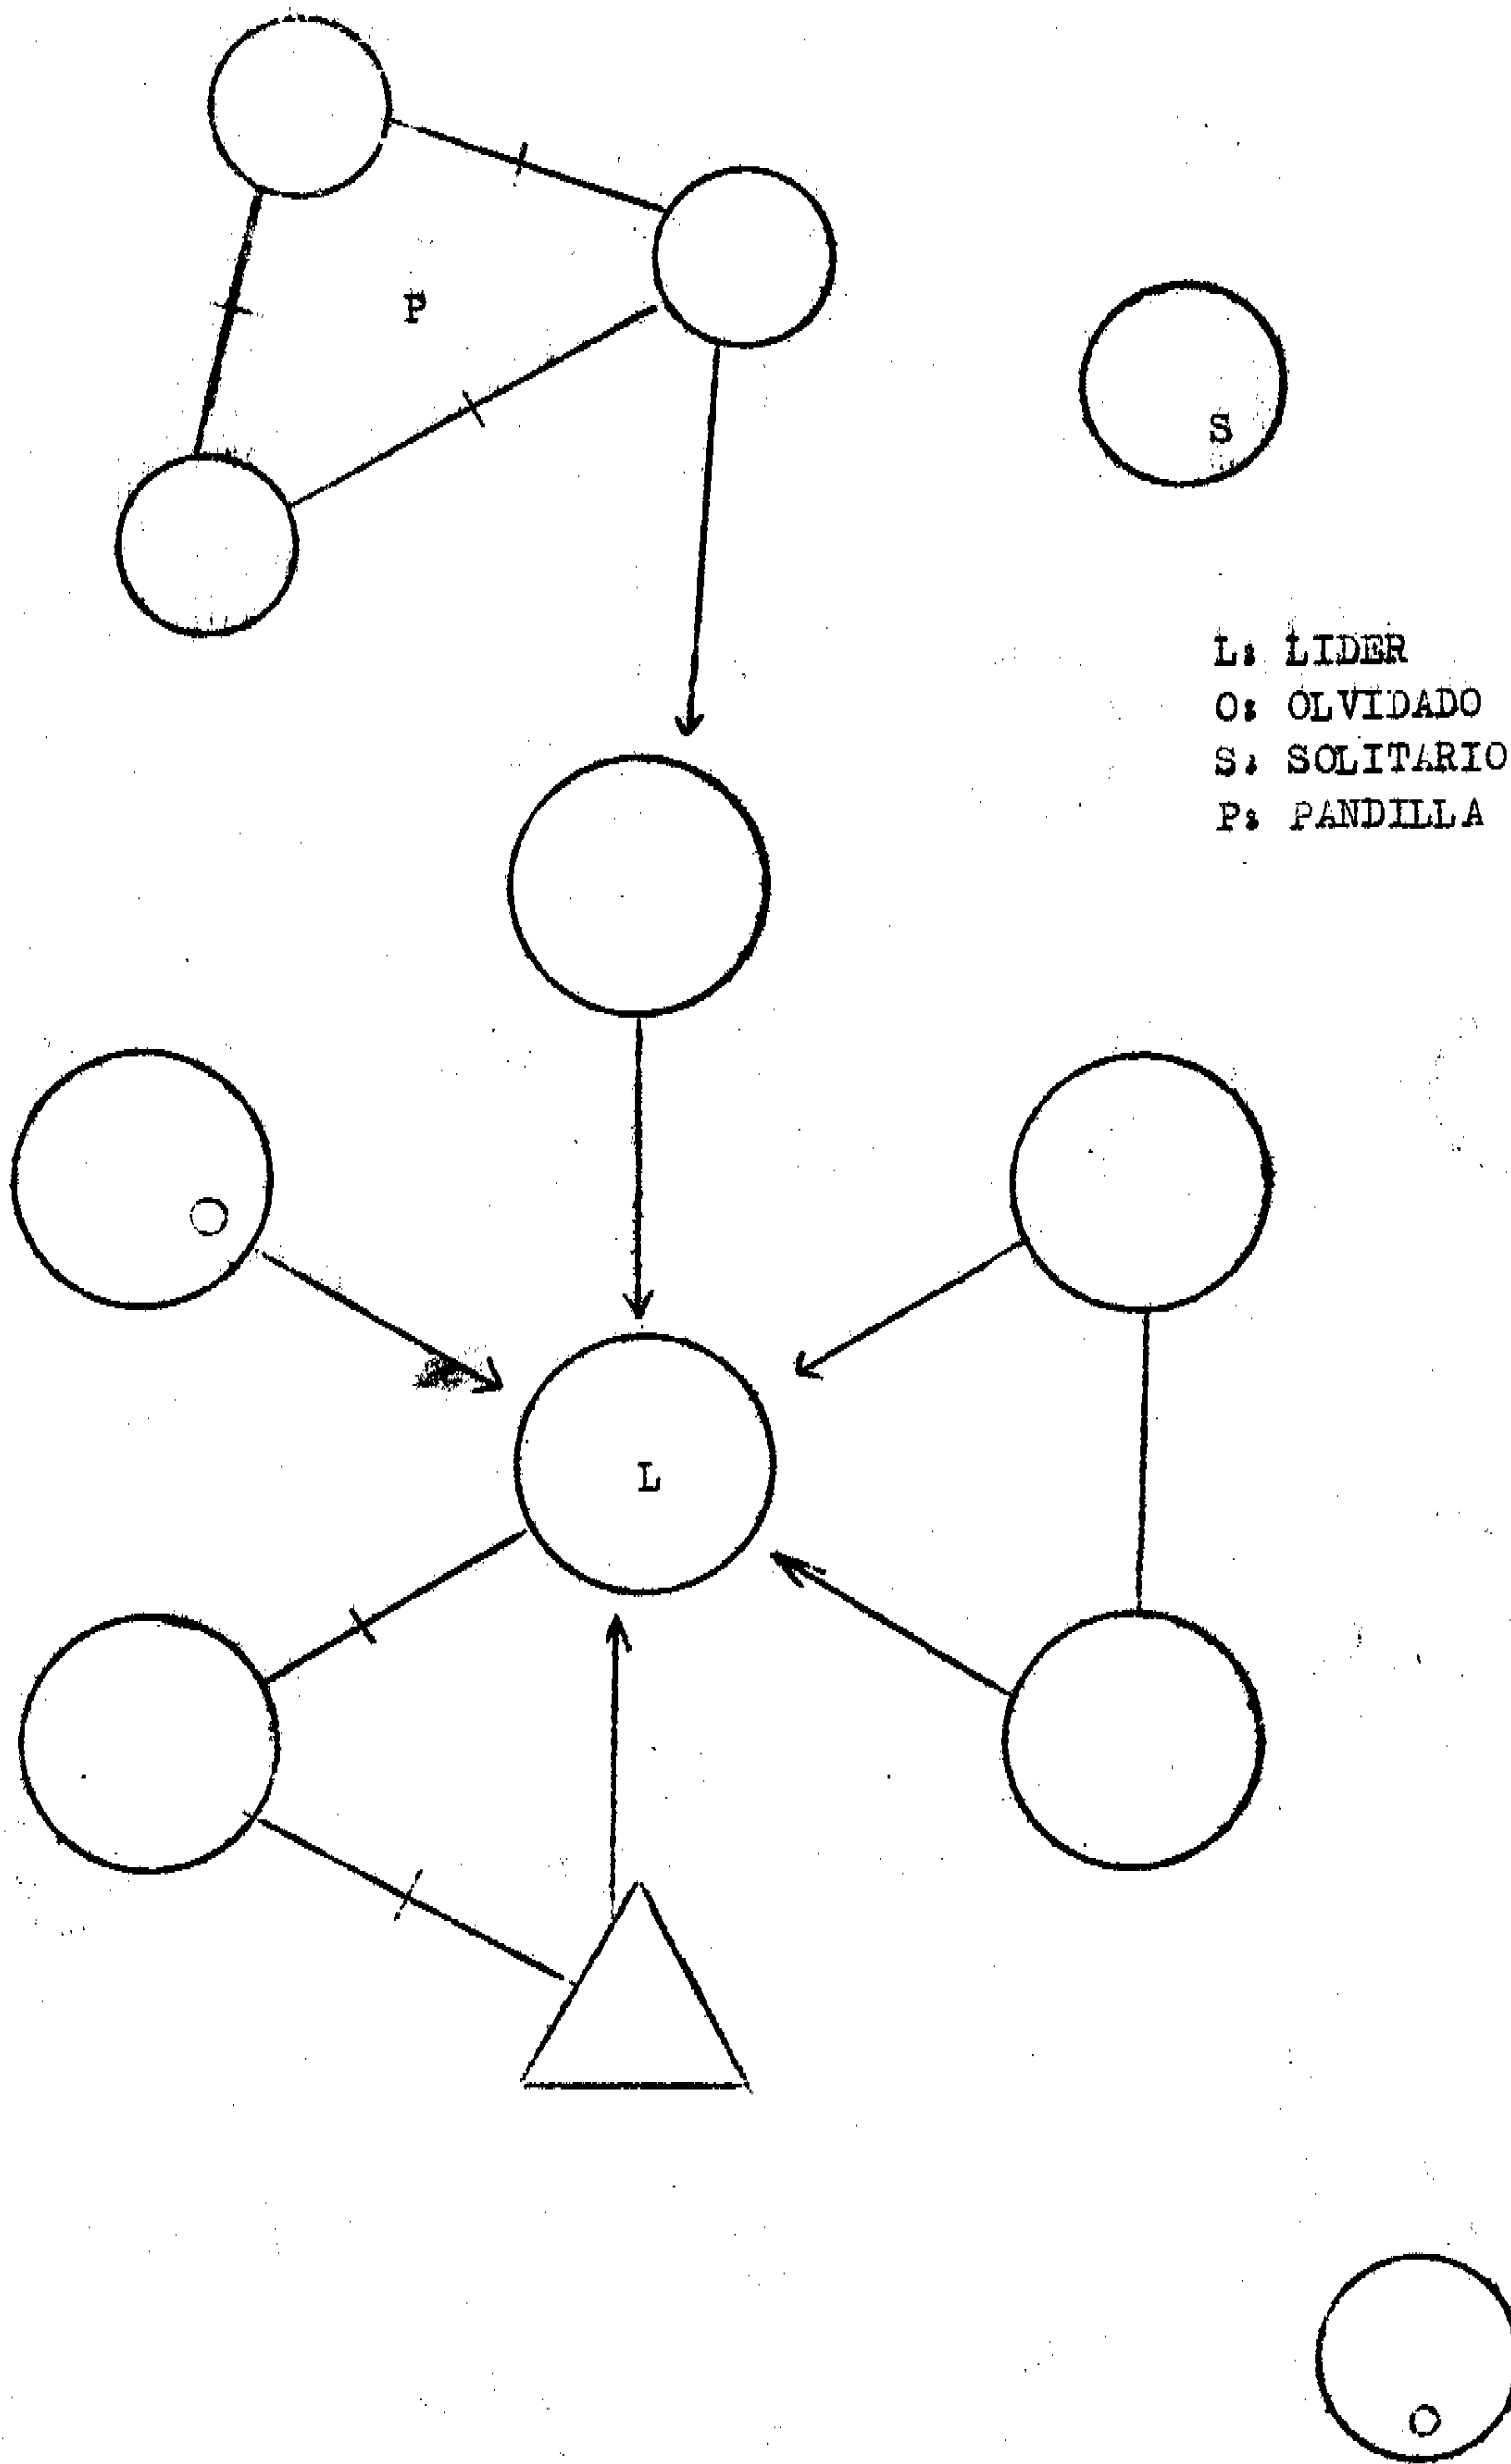 P
S
L: LIDER
O: OLVIDADO
S: SOLITARIO
P: PANDILLA
O
L
O